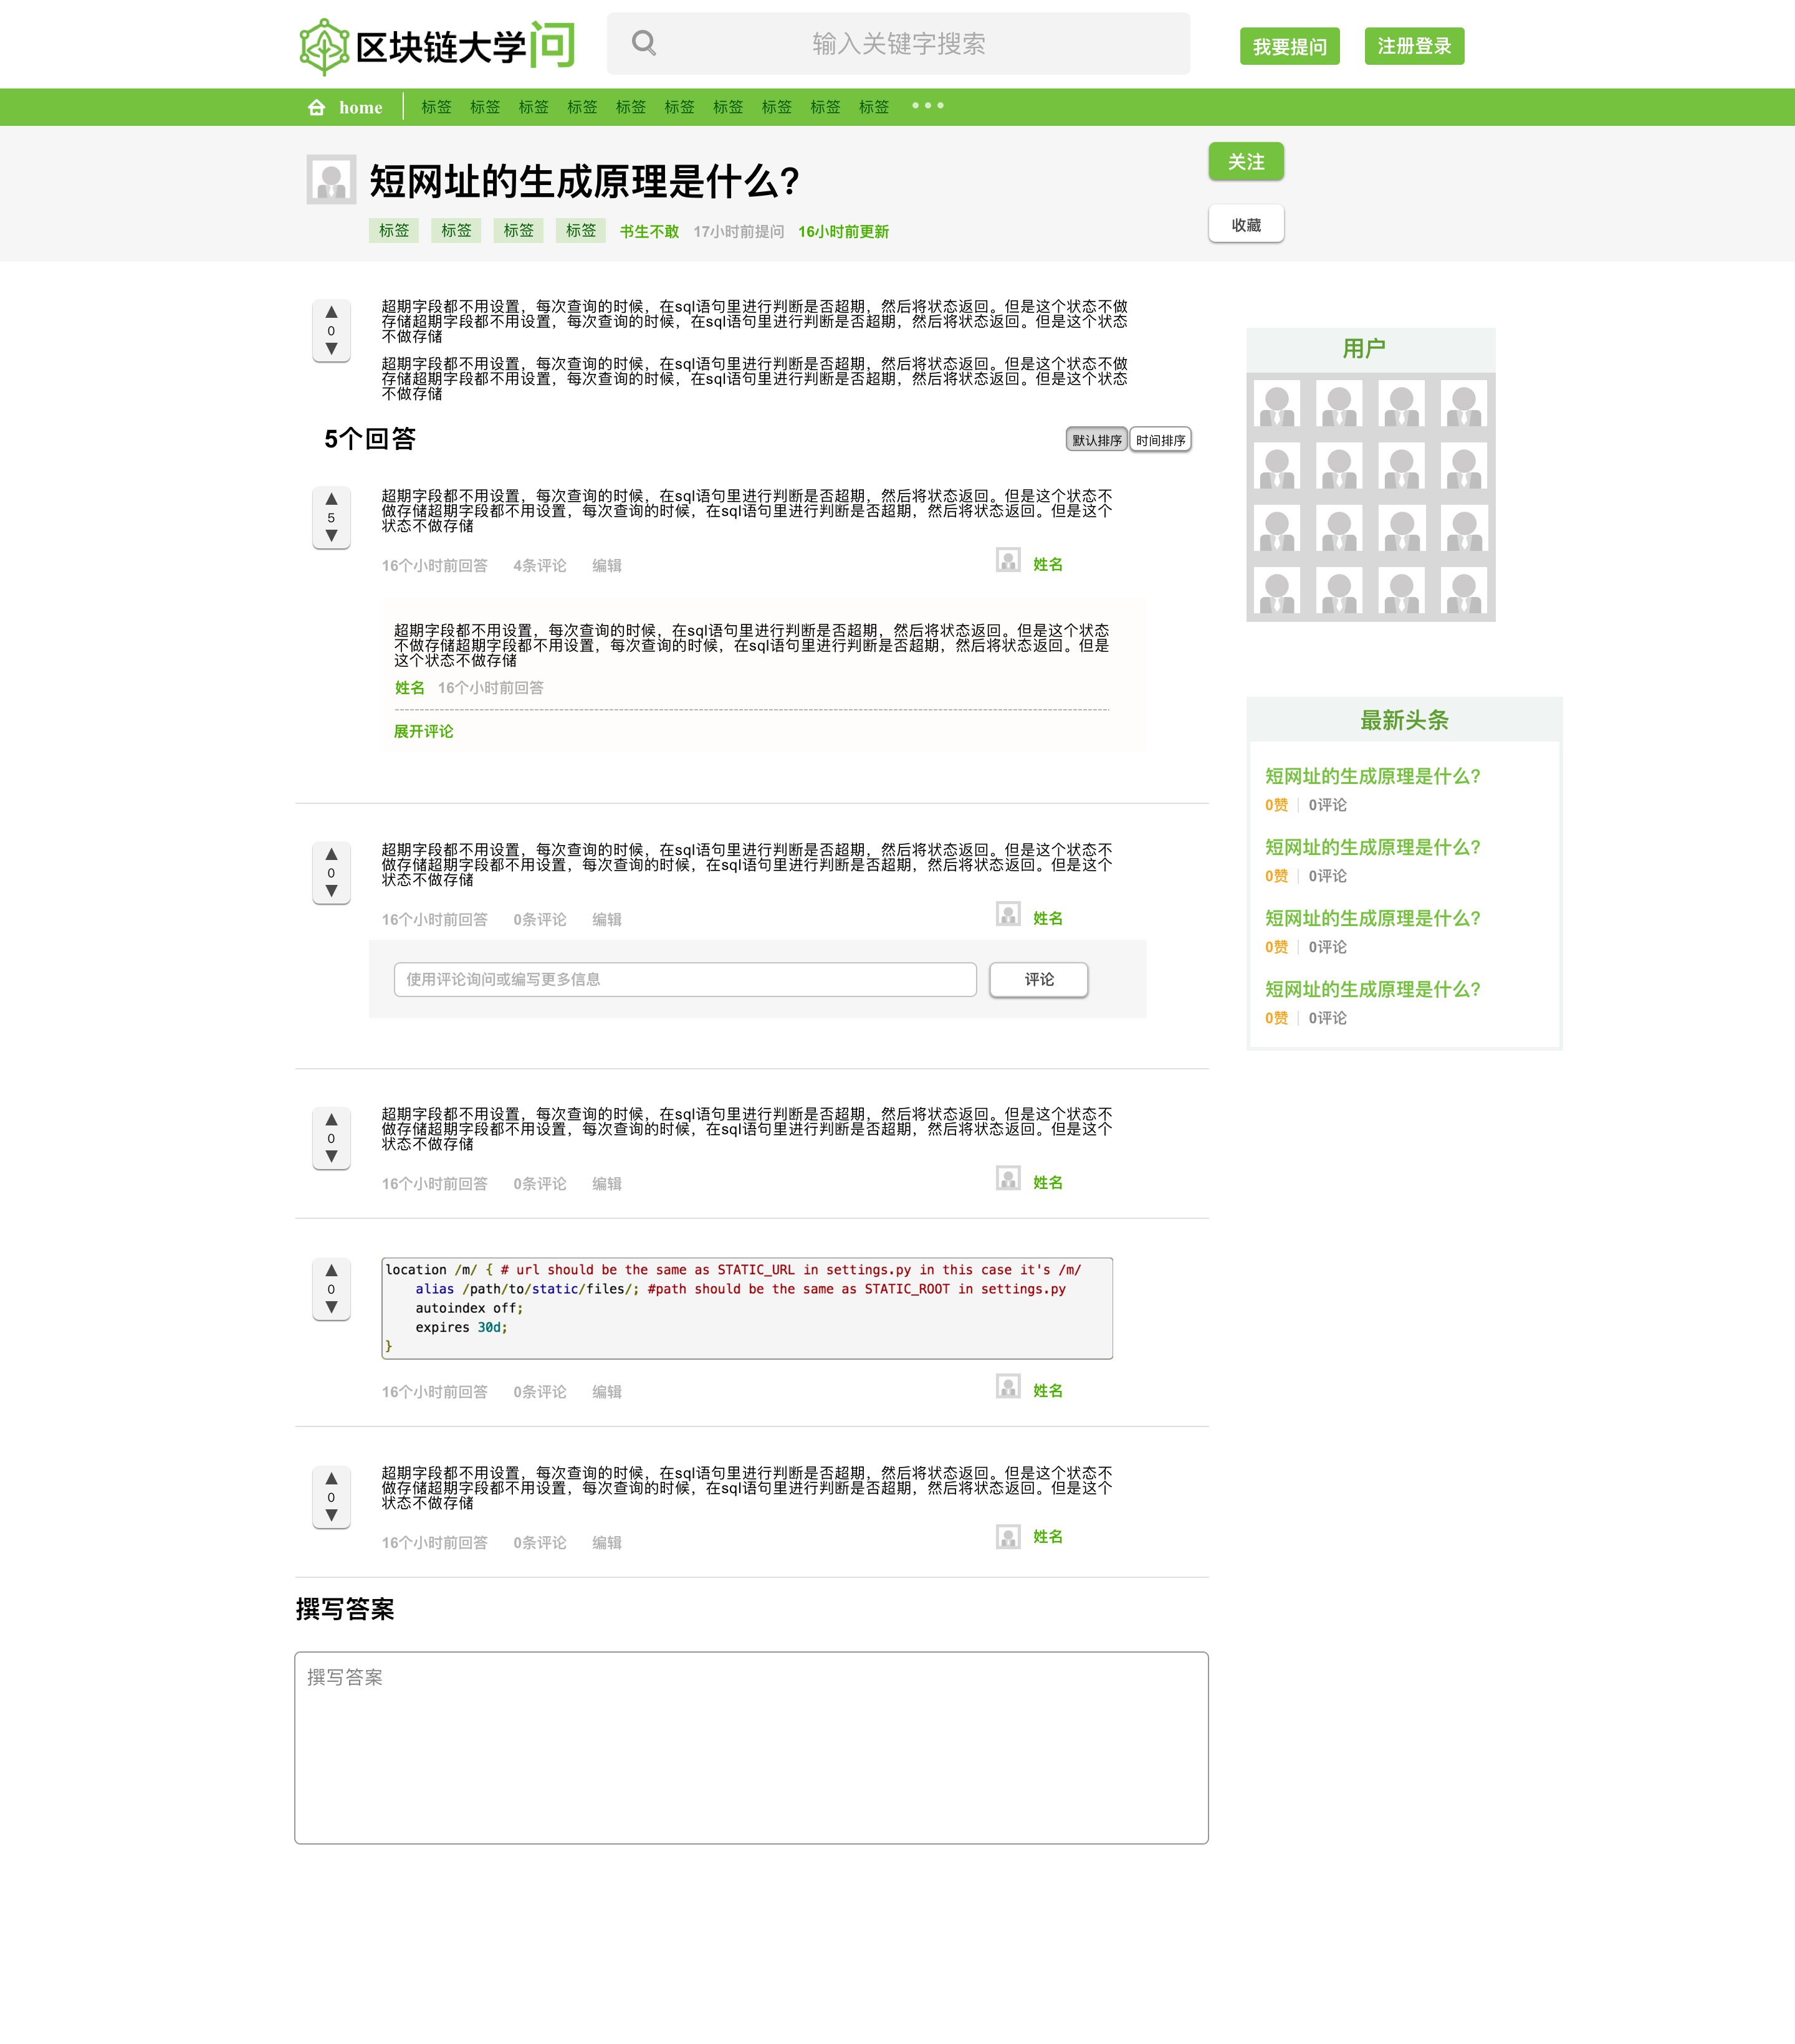 区块链大学问
输入关键字搜索
我要提问
注册登录
home 标签 标签 标签 标签 标签 标签 标签 标签 标签 标签
短网址的生成原理是什么？
关注
标签 标签 标签 标签 书生不敢 17小时前提问 16小时前更新
收藏
0
超期字段都不用设置，每次查询的时候，在sql语句里进行判断是否超期，然后将状态返回。但是这个状态不做
存储超期字段都不用设置，每次查询的时候，在sql语句里进行判断是否超期，然后将状态返回。但是这个状态
不做存储
超期字段都不用设置，每次查询的时候，在sql语句里进行判断是否超期，然后将状态返回。但是这个状态不做
存储超期字段都不用设置，每次查询的时候，在sql语句里进行判断是否超期，然后将状态返回。但是这个状态
不做存储
5个回答
默认排序 时间排序
5
超期字段都不用设置，每次查询的时候，在sql语句里进行判断是否超期，然后将状态返回。但是这个状态不
做存储超期字段都不用设置，每次查询的时候，在sql语句里进行判断是否超期，然后将状态返回。但是这个
状态不做存储
16个小时前回答 4条评论 编辑 姓名
超期字段都不用设置，每次查询的时候，在sql语句里进行判断是否超期，然后将状态返回。但是这个状态
不做存储超期字段都不用设置，每次查询的时候，在sql语句里进行判断是否超期，然后将状态返回。但是
这个状态不做存储
姓名 16个小时前回答
展开评论
0
超期字段都不用设置，每次查询的时候，在sql语句里进行判断是否超期，然后将状态返回。但是这个状态不
做存储超期字段都不用设置，每次查询的时候，在sql语句里进行判断是否超期，然后将状态返回。但是这个
状态不做存储
16个小时前回答 0条评论 编辑 姓名
使用评论询问或编写更多信息 评论
0
超期字段都不用设置，每次查询的时候，在sql语句里进行判断是否超期，然后将状态返回。但是这个状态不
做存储超期字段都不用设置，每次查询的时候，在sql语句里进行判断是否超期，然后将状态返回。但是这个
状态不做存储
16个小时前回答 0条评论 编辑 姓名
0
location /m/ { # url should be the same as STATIC_URL in settings.py in this case it's /m/
    alias /path/to/static/files/; #path should be the same as STATIC_ROOT in settings.py
    autoindex off;
    expires 30d;
}
16个小时前回答 0条评论 编辑 姓名
0
超期字段都不用设置，每次查询的时候，在sql语句里进行判断是否超期，然后将状态返回。但是这个状态不
做存储超期字段都不用设置，每次查询的时候，在sql语句里进行判断是否超期，然后将状态返回。但是这个
状态不做存储
16个小时前回答 0条评论 编辑 姓名
撰写答案
撰写答案
用户
最新头条
短网址的生成原理是什么？
0赞 0评论
短网址的生成原理是什么？
0赞 0评论
短网址的生成原理是什么？
0赞 0评论
短网址的生成原理是什么？
0赞 0评论